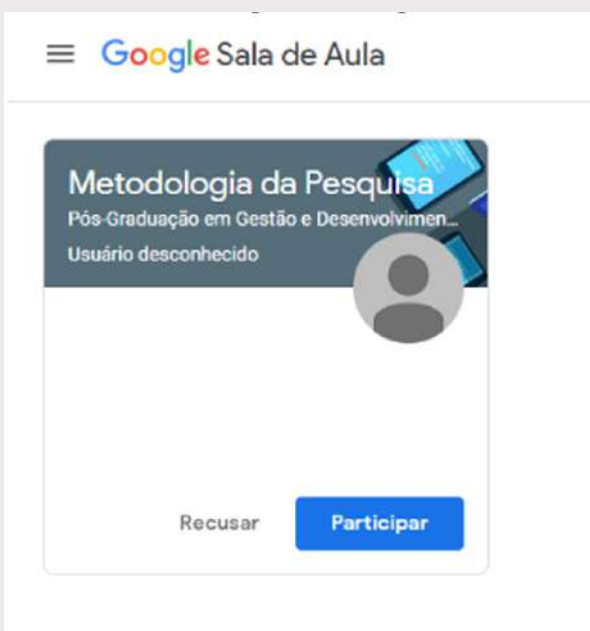 Google Sala de Aula
Metodologia da Pesquisa
Pós-Graduação em Gestão e Desenvolvimen...
Usuário desconhecido
Recusar Participar